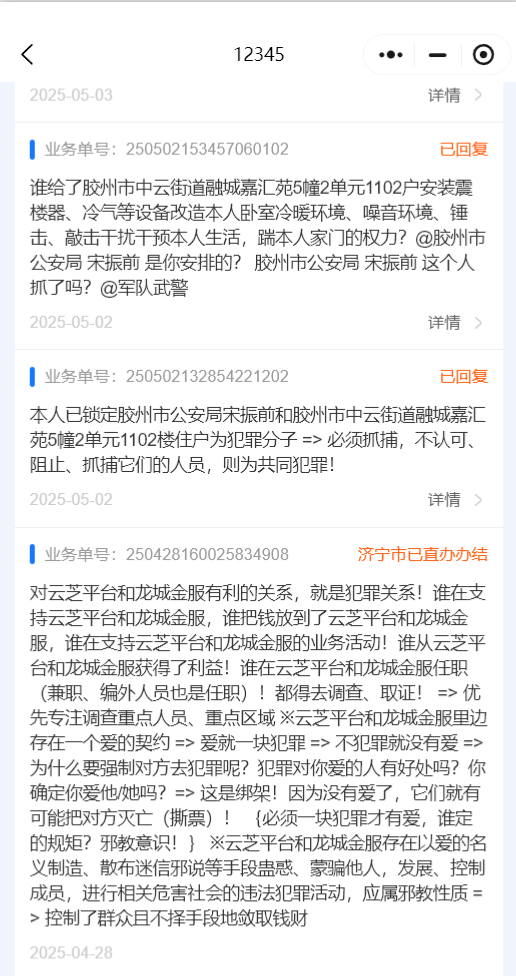 12345
2025-05-03 详情
业务单号：250502153457060102 已回复
谁给了胶州市中云街道融城嘉汇苑5幢2单元1102户安装震
楼器、冷气等设备改造本人卧室冷暖环境、噪音环境、锤
击、敲击干扰干预本人生活，踹本人家门的权力？@胶州市
公安局 宋振前 是你安排的？ 胶州市公安局 宋振前 这个人
抓了吗？@军队武警
2025-05-02 详情
业务单号：250502132854221202 已回复
本人已锁定胶州市公安局宋振前和胶州市中云街道融城嘉汇
苑5幢2单元1102楼住户为犯罪分子 => 必须抓捕，不认可、
阻止、抓捕它们的人员，则为共同犯罪！
2025-05-02 详情
业务单号：250428160025834908 济宁市已直办办结
对云芝平台和龙城金服有利的关系，就是犯罪关系！谁在支
持云芝平台和龙城金服，谁把钱放到了云芝平台和龙城金
服，谁在支持云芝平台和龙城金服的业务活动！谁从云芝平
台和龙城金服获得了利益！谁在云芝平台和龙城金服任职
（兼职、编外人员也是任职）！都得去调查、取证！ => 优
先专注调查重点人员、重点区域 ※云芝平台和龙城金服里边
存在一个爱的契约 => 爱就一块犯罪 => 不犯罪就没有爱 =>
为什么要强制对方去犯罪呢？犯罪对你爱的人有好处吗？你
确定你爱他/她吗？=> 这是绑架！因为没有爱了，它们就有
可能把对方灭亡（撕票）！ ｛必须一块犯罪才有爱，谁定
的规矩？邪教意识！｝ ※云芝平台和龙城金服存在以爱的名
义制造、散布迷信邪说等手段蛊惑、蒙骗他人，发展、控制
成员，进行相关危害社会的违法犯罪活动，应属邪教性质 =
> 控制了群众且不择手段地敛取钱财
2025-04-28